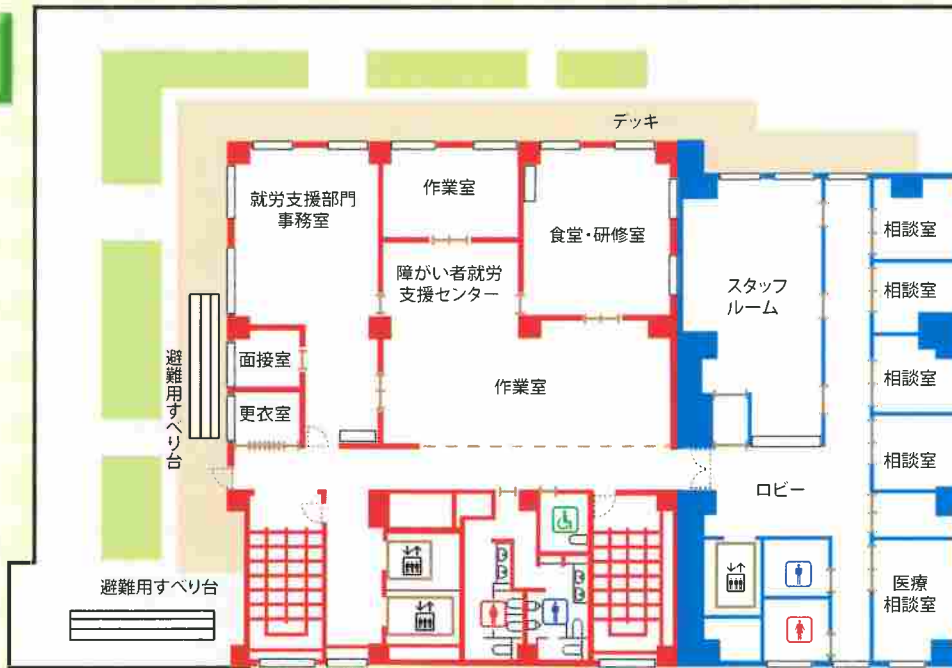 デッキ
就労支援部門
事務室
作業室
食堂・研修室
障がい者就労
支援センター
スタッフ
ルーム
相談室
相談室
相談室
相談室
面接室
更衣室
作業室
避難用すべり台
ロビー
避難用すべり台
医療
相談室